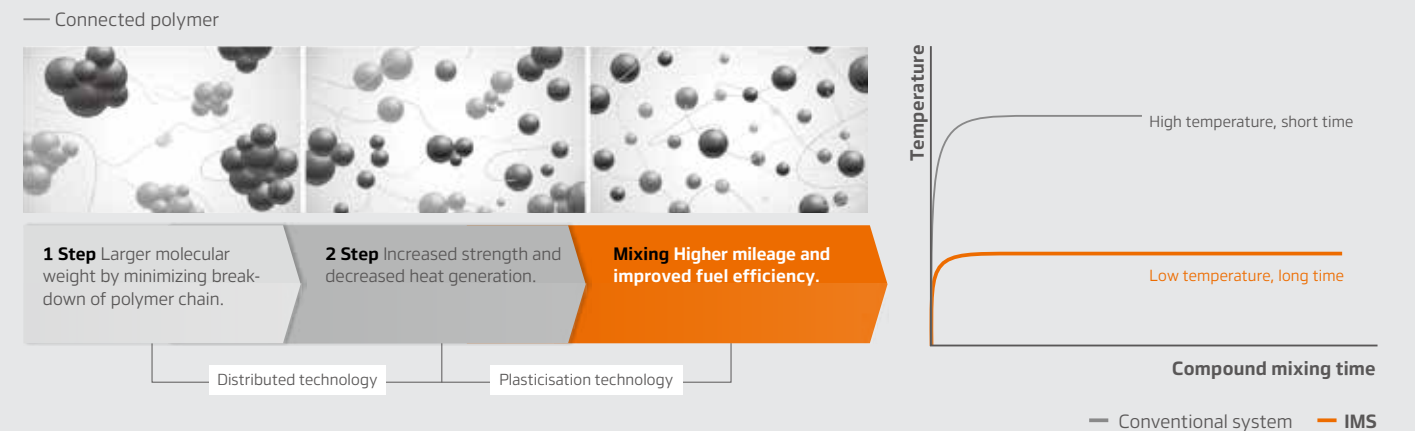 Connected polymer
1 Step Larger molecular
weight by minimizing break-
down of polymer chain.
2 Step Increased strength and
decreased heat generation.
Mixing Higher mileage and
improved fuel efficiency.
Distributed technology
Plasticisation technology
Temperature
High temperature, short time
Low temperature, long time
Compound mixing time
Conventional system
IMS